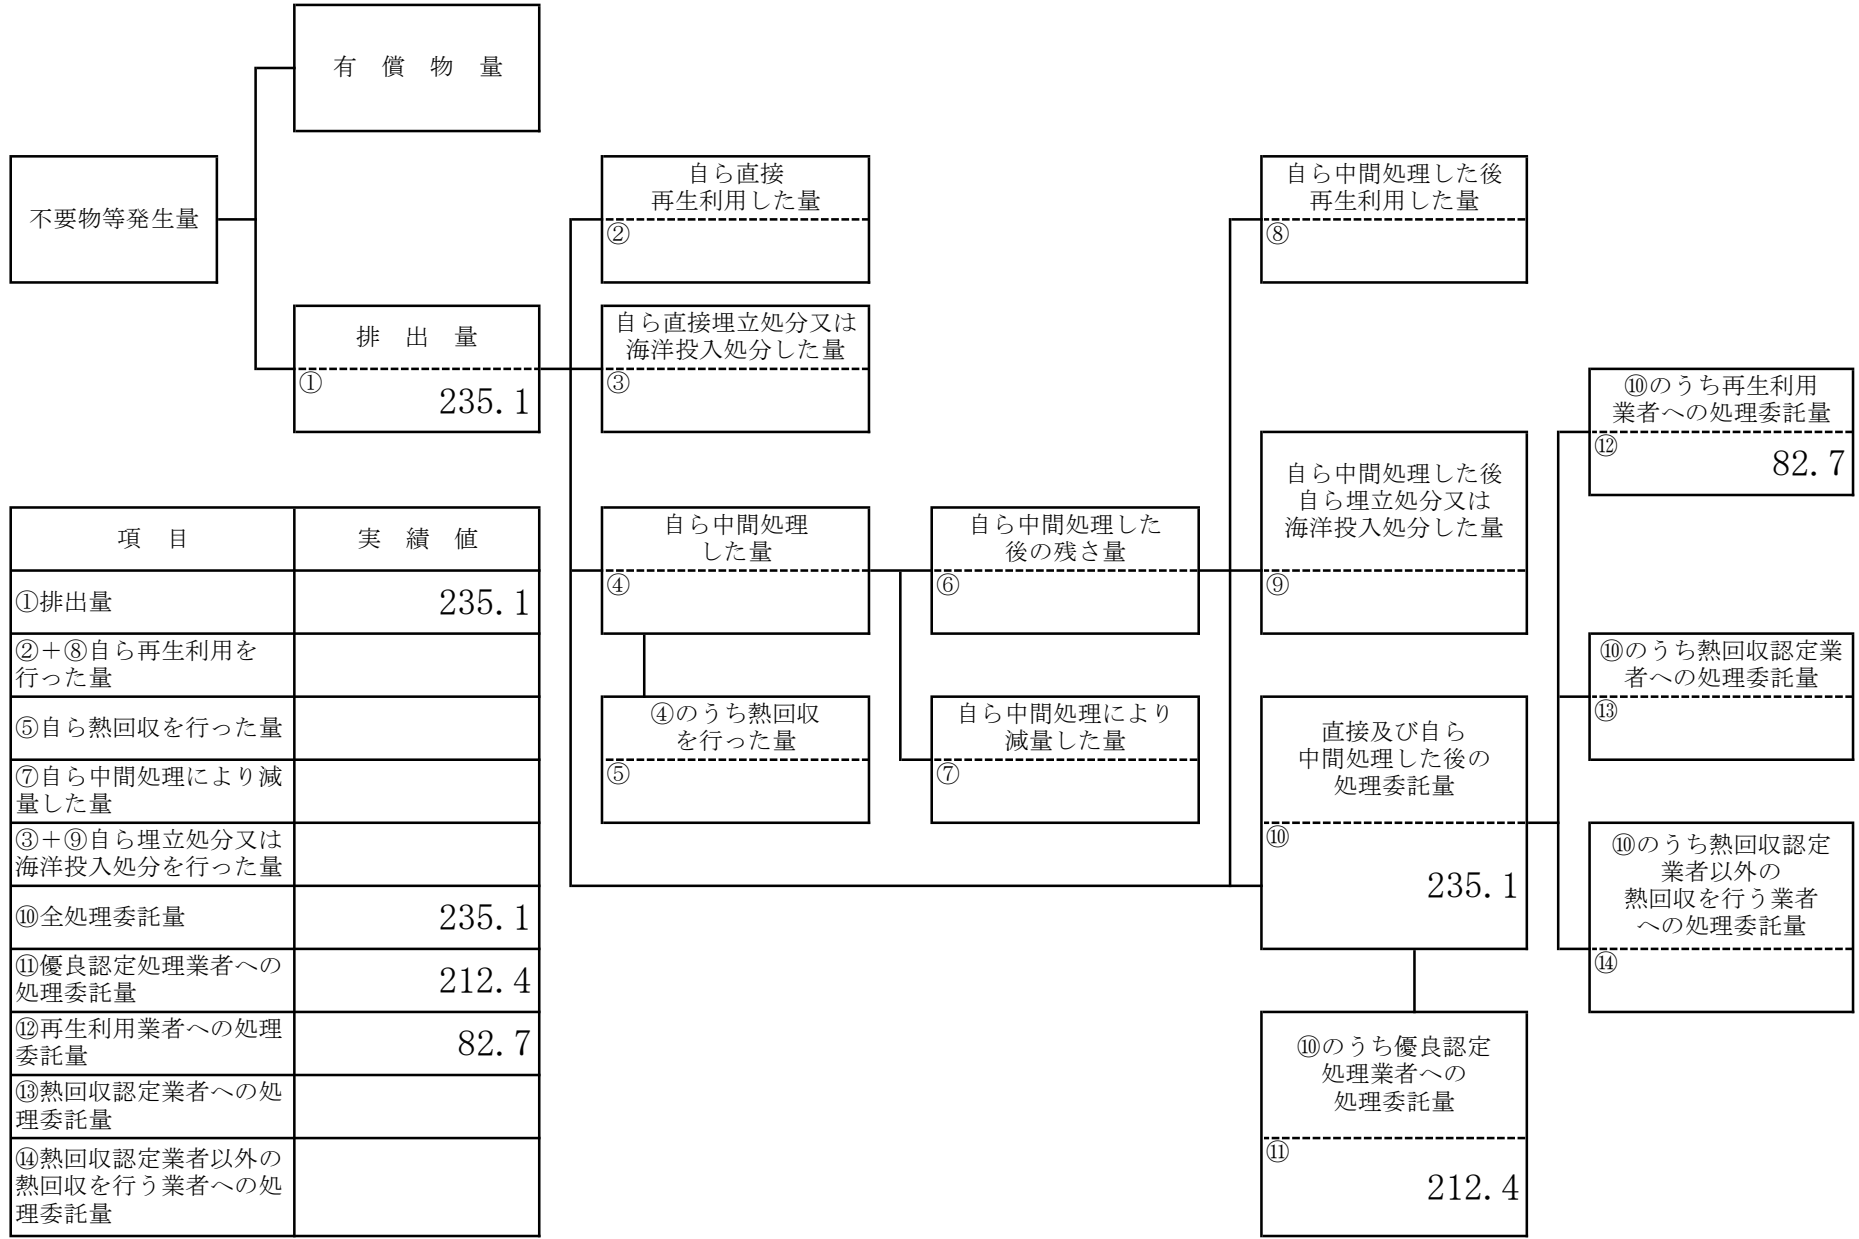 有 償 物 量
不要物等発生量
排 出 量
①
235.1
自ら直接
再生利用した量
②
自ら直接埋立処分又は
海洋投入処分した量
③
自ら中間処理
した量
④
④のうち熱回収
を行った量
⑤
自ら中間処理した
後の残さ量
⑥
自ら中間処理により
減量した量
⑦
自ら中間処理した後
再生利用した量
⑧
自ら中間処理した後
自ら埋立処分又は
海洋投入処分した量
⑨
直接及び自ら
中間処理した後の
処理委託量
⑩
235.1
⑩のうち優良認定
処理業者への
処理委託量
⑪
212.4
⑩のうち再生利用
業者への処理委託量
⑫
82.7
⑩のうち熱回収認定業
者への処理委託量
⑬
⑩のうち熱回収認定
業者以外の
熱回収を行う業者
への処理委託量
⑭
項 目 実 績 値
①排出量 235.1
②＋⑧自ら再生利用を
行った量
⑤自ら熱回収を行った量
⑦自ら中間処理により減
量した量
③＋⑨自ら埋立処分又は
海洋投入処分を行った量
⑩全処理委託量 235.1
⑪優良認定処理業者への
処理委託量 212.4
⑫再生利用業者への処理
委託量 82.7
⑬熱回収認定業者への処
理委託量
⑭熱回収認定業者以外の
熱回収を行う業者への処
理委託量